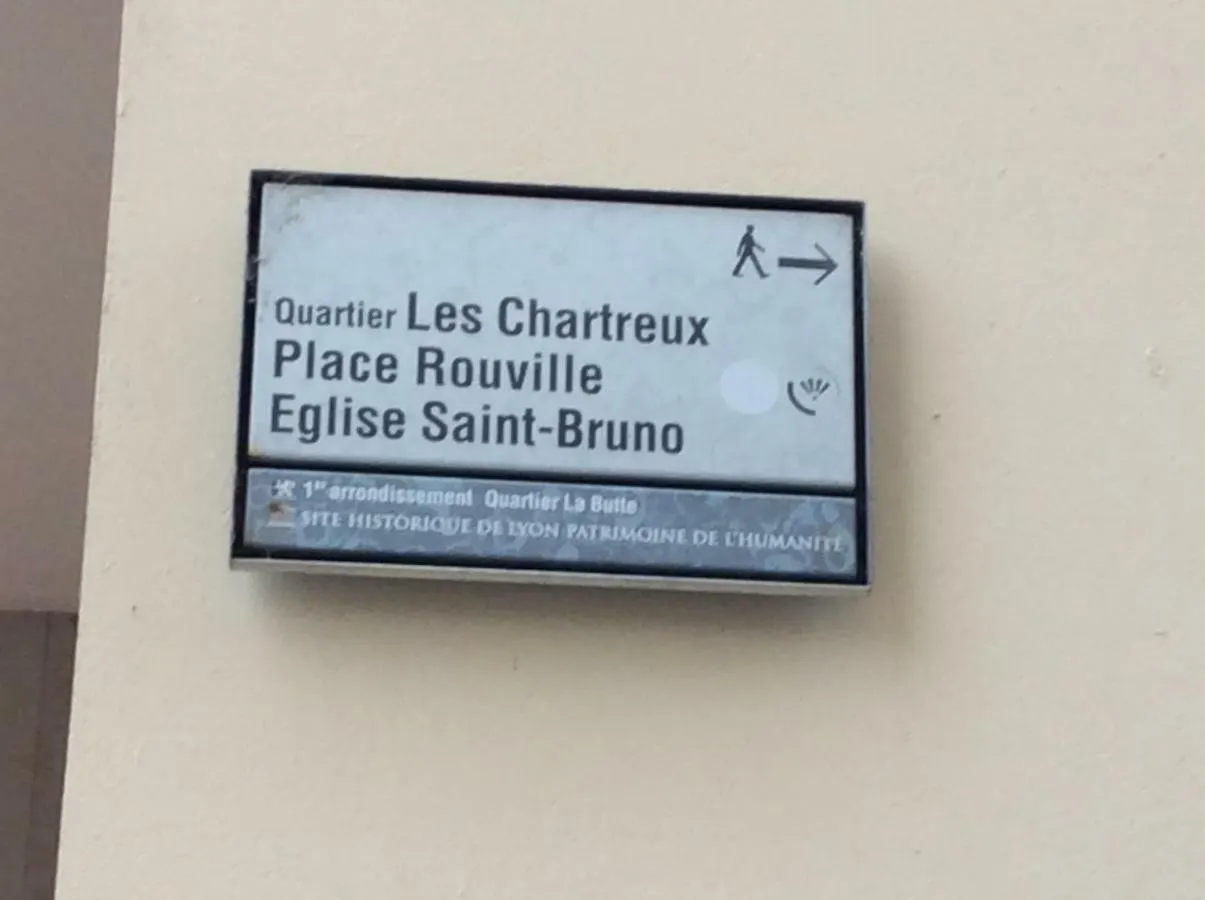 Quartier Les Chartreux
Place Rouville
Eglise Saint-Bruno
1er arrondissement Quartier La Butte
SITE HISTORIQUE DE LYON PATRIMOINE DE L'HUMANITÉ